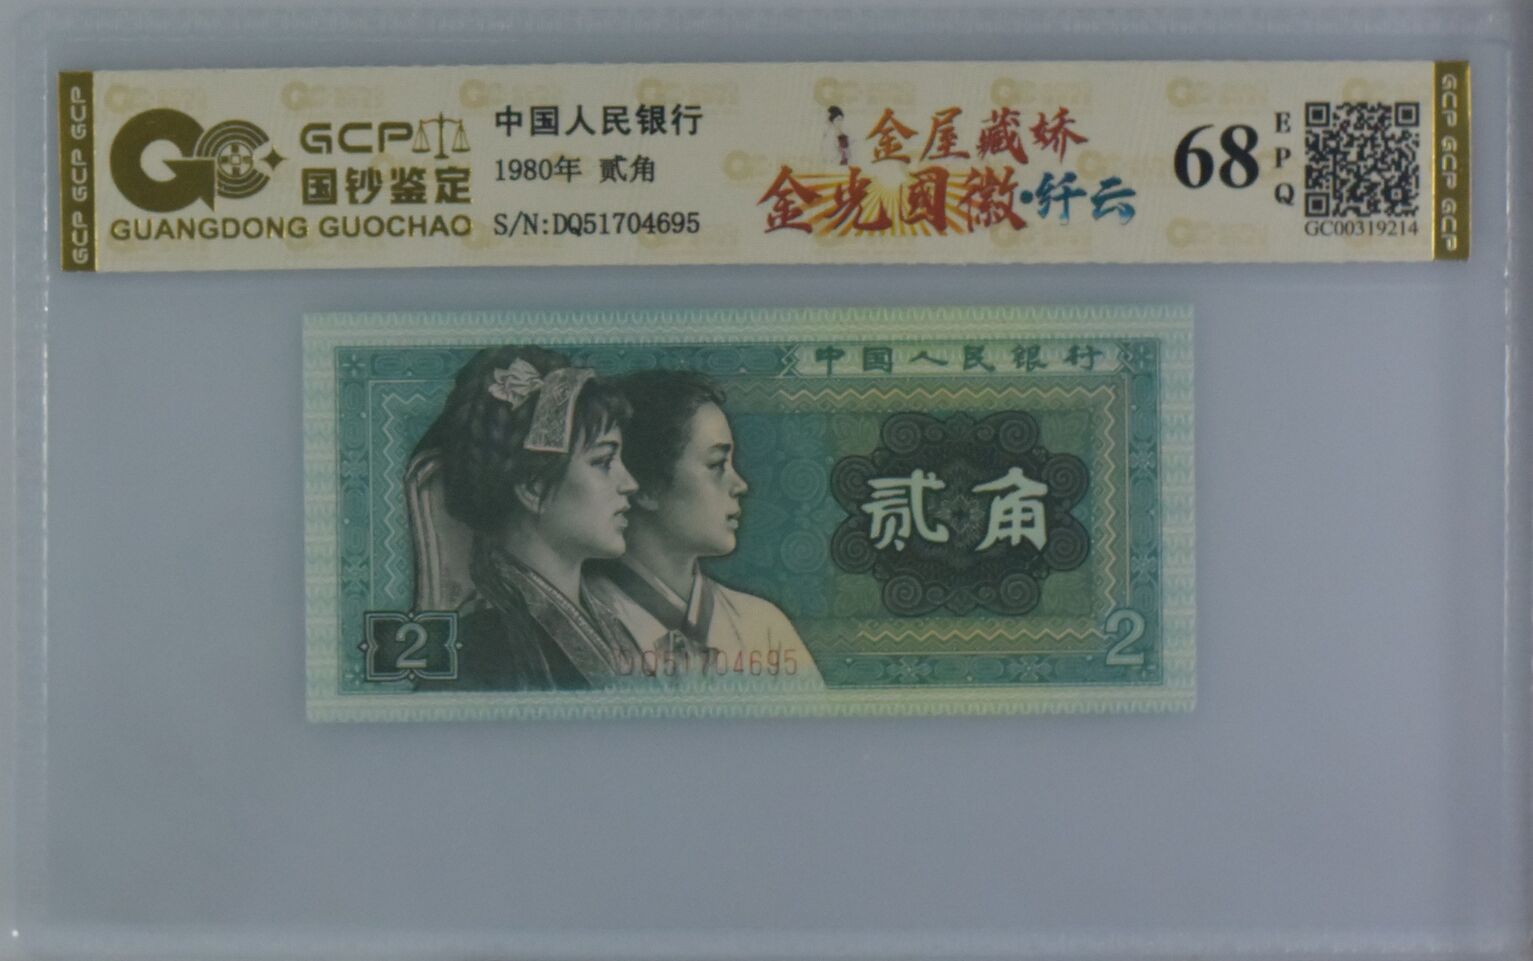 GCP GCP GCP
GCP
国钞鉴定
GUANGDONG GUOCHAO
中国人民银行
1980年 贰角
S/N:DQ51704695
金屋藏娇
金光國徽·纤云
68
EPQ
GC00319214
GCP GCP GCP
中国人民银行
贰角
2
2
DQ51704695